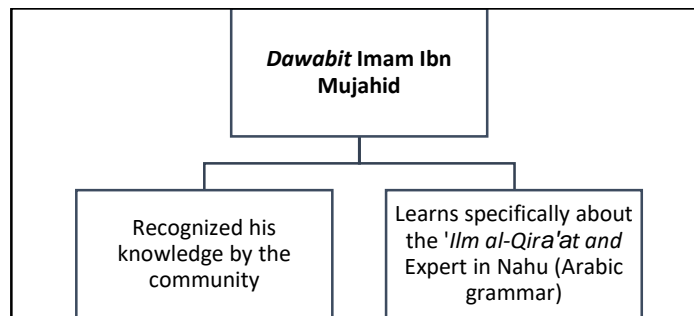 Dawabit Imam Ibn
Mujahid
Recognized his
knowledge by the
community
Learns specifically about
the 'Ilm al-Qira'at and
Expert in Nahu (Arabic
grammar)